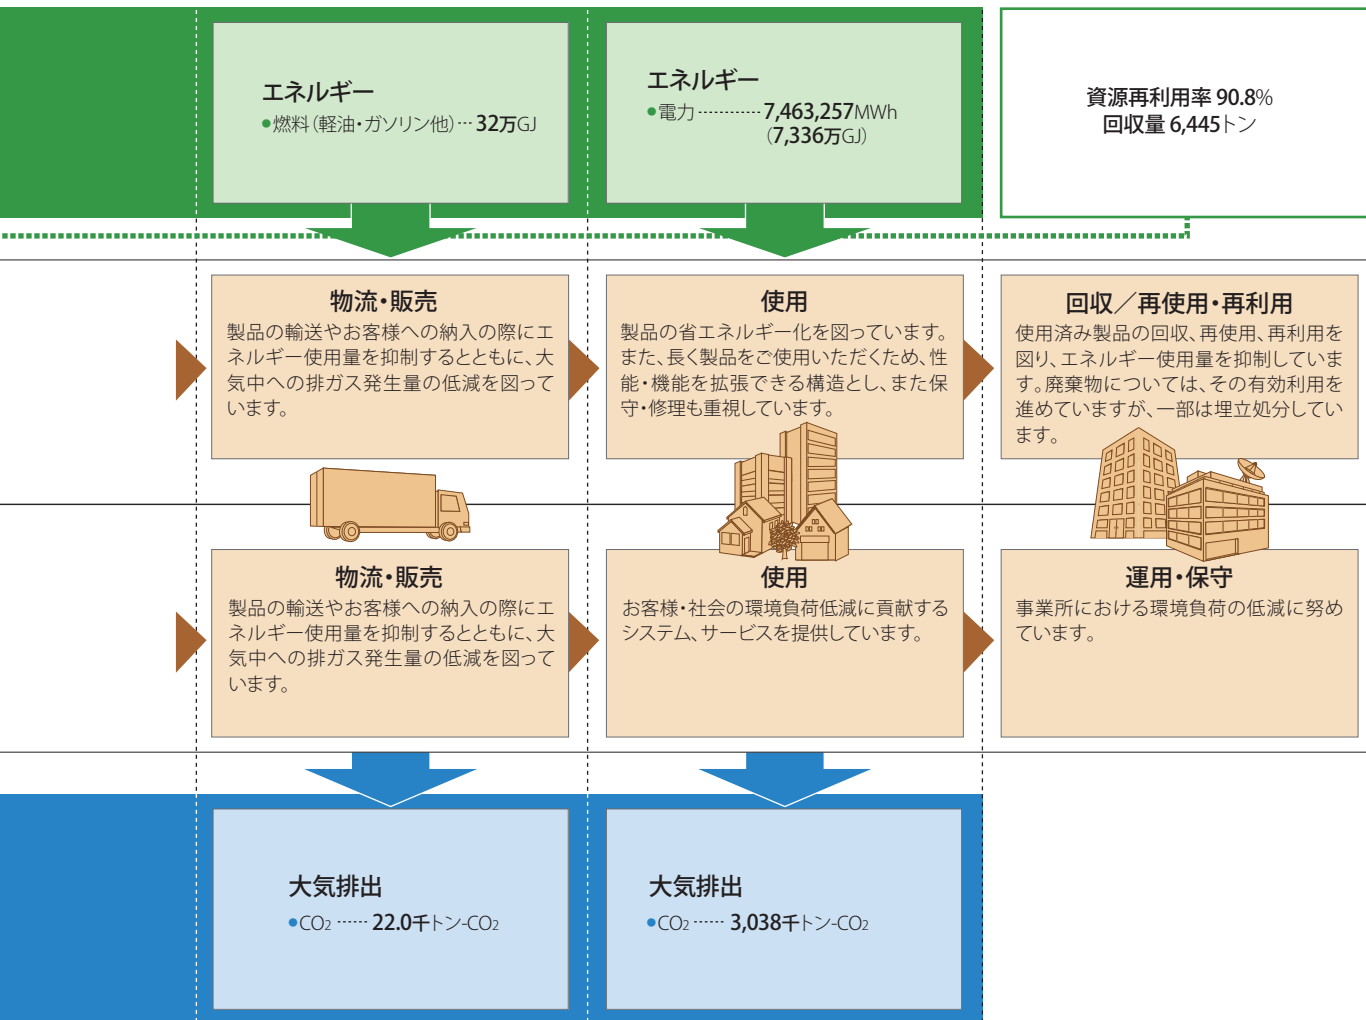 エネルギー
●燃料（軽油・ガソリン他）… 32万GJ
エネルギー
●電力 ………… 7,463,257MWh
（7,336万GJ）
資源再利用率 90.8%
回収量 6,445トン
物流・販売
製品の輸送やお客様への納入の際にエ
ネルギー使用量を抑制するとともに、大
気中への排ガス発生量の低減を図って
います。
使用
製品の省エネルギー化を図っています。
また、長く製品をご使用いただくため、性
能・機能を拡張できる構造とし、また保
守・修理も重視しています。
回収／再使用・再利用
使用済み製品の回収、再使用、再利用を
図り、エネルギー使用量を抑制していま
す。廃棄物については、その有効利用を
進めていますが、一部は埋立処分してい
ます。
物流・販売
製品の輸送やお客様への納入の際にエ
ネルギー使用量を抑制するとともに、大
気中への排ガス発生量の低減を図って
います。
使用
お客様・社会の環境負荷低減に貢献する
システム、サービスを提供しています。
運用・保守
事業所における環境負荷の低減に努め
ています。
大気排出
●CO2 …… 22.0千トン-CO2
大気排出
●CO2 …… 3,038千トン-CO2